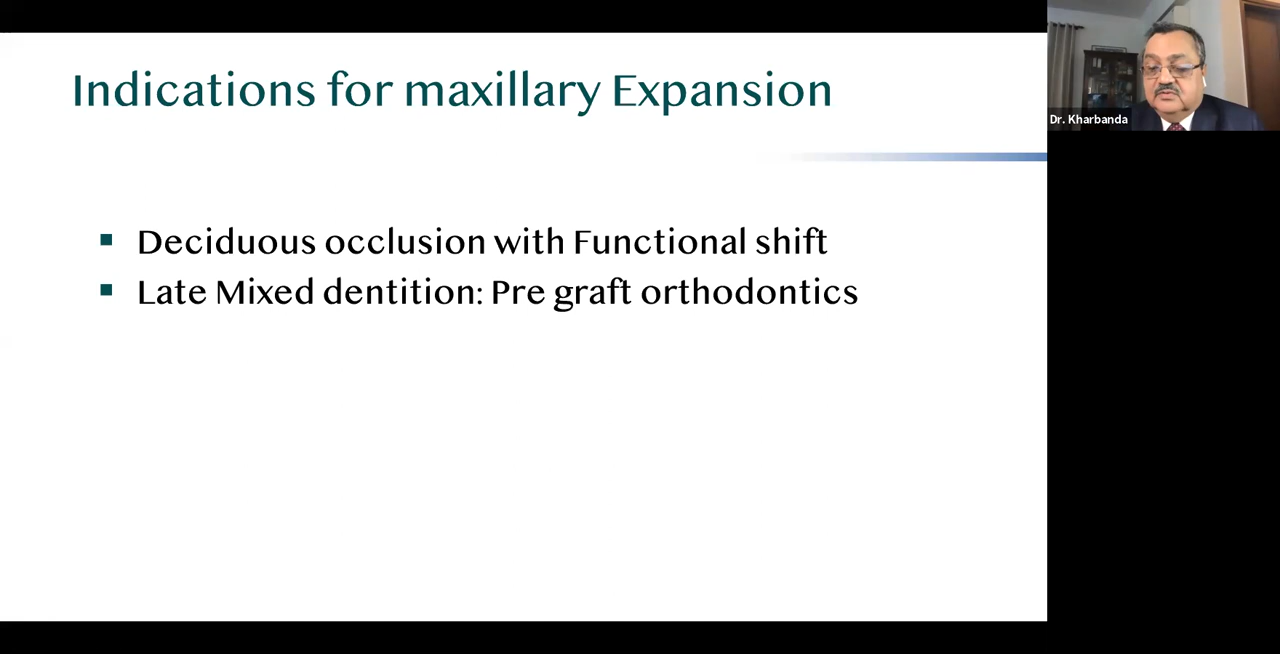 Indications for maxillary Expansion
Dr. Kharbanda
Deciduous occlusion with Functional shift
Late Mixed dentition: Pre graft orthodontics